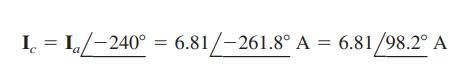 I_c = I_a/−240° = 6.81/−261.8° A = 6.81/98.2° A